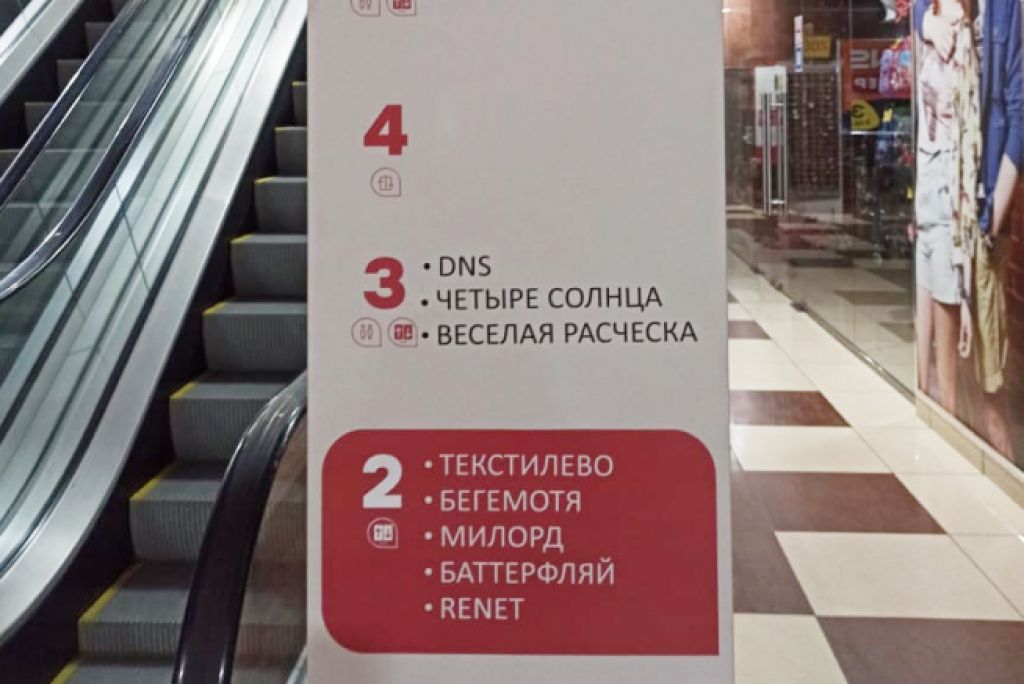 4
3
• DNS
• ЧЕТЫРЕ СОЛНЦА
• ВЕСЕЛАЯ РАСЧЕСКА
2
• ТЕКСТИЛЕВО
• БЕГЕМОТЯ
• МИЛОРД
• БАТТЕРФЛЯЙ
• RENET